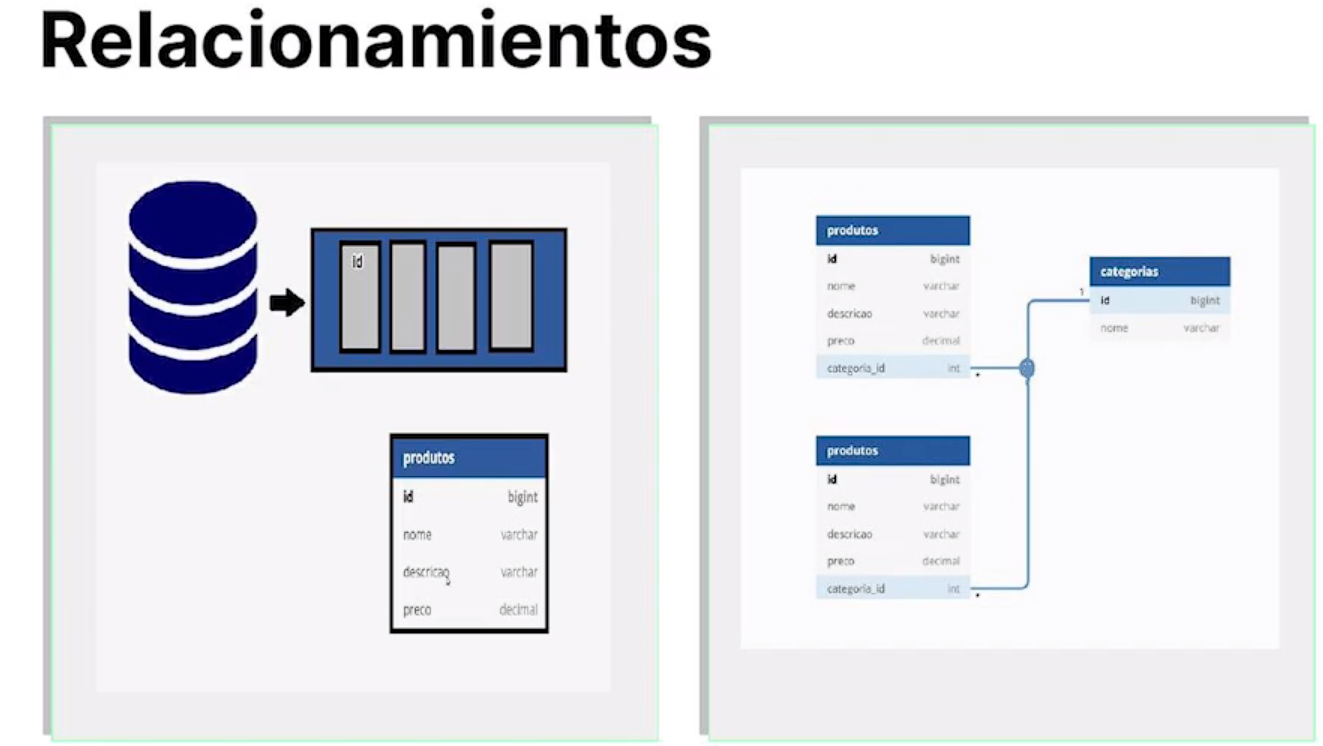 Relacionamientos
id
produtos
id bigint
nome varchar
descricao varchar
preco decimal
produtos
id bigint
nome varchar
descricao varchar
preco decimal
categoria_id int
*
categorias
1
id bigint
nome varchar
produtos
id bigint
nome varchar
descricao varchar
preco decimal
categoria_id int
*